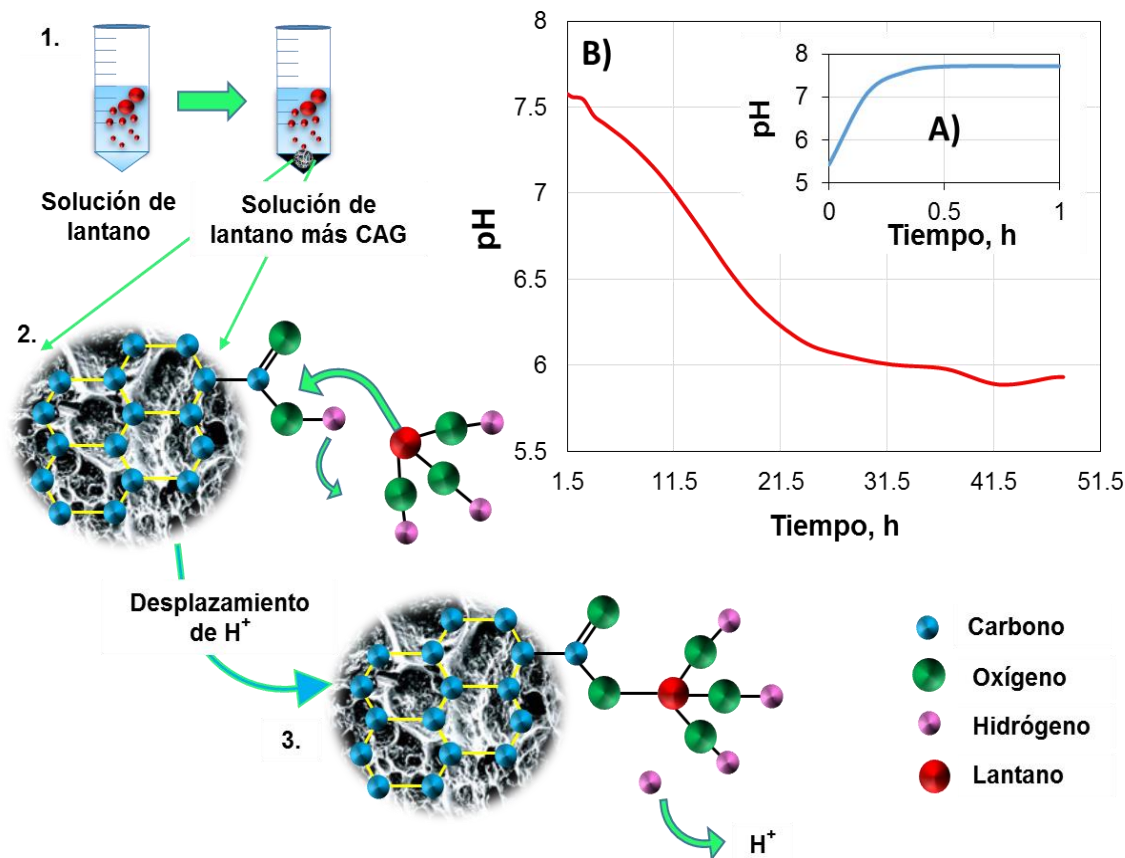 1.
Solución de
lantano
Solución de
lantano más CAG
2.
Desplazamiento
de H⁺
3.
H⁺
B)
pH
8
7.5
7
6.5
6
5.5
1.5
11.5
21.5
31.5
41.5
51.5
Tiempo, h
A)
pH
8
7
6
5
0
0.5
1
Tiempo, h
Carbono
Oxígeno
Hidrógeno
Lantano